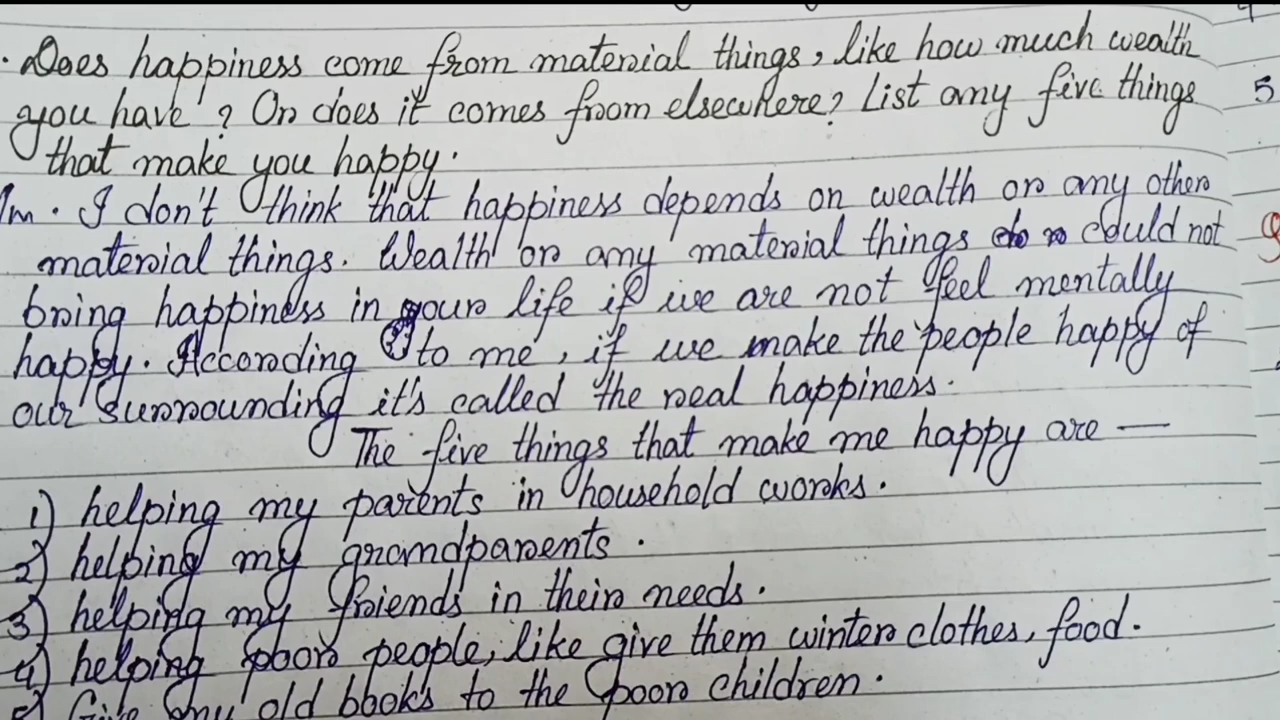 . Does happiness come from material things, like how much wealth
you have ? Or does it comes from elsewhere? List any five things
that make you happy.
. I don't think that happiness depends on wealth or any other
material things. Wealth or any material things could not
bring happiness in your life if we are not feel mentally
happy. According to me, if we make the people happy of
our surrounding it's called the real happiness.
The five things that make me happy are —
1) helping my parents in household works.
2) helping my grandparents.
3) helping my friends in their needs.
4) helping poor people, like give them winter clothes, food.
5) Give my old books to the poor children.
5